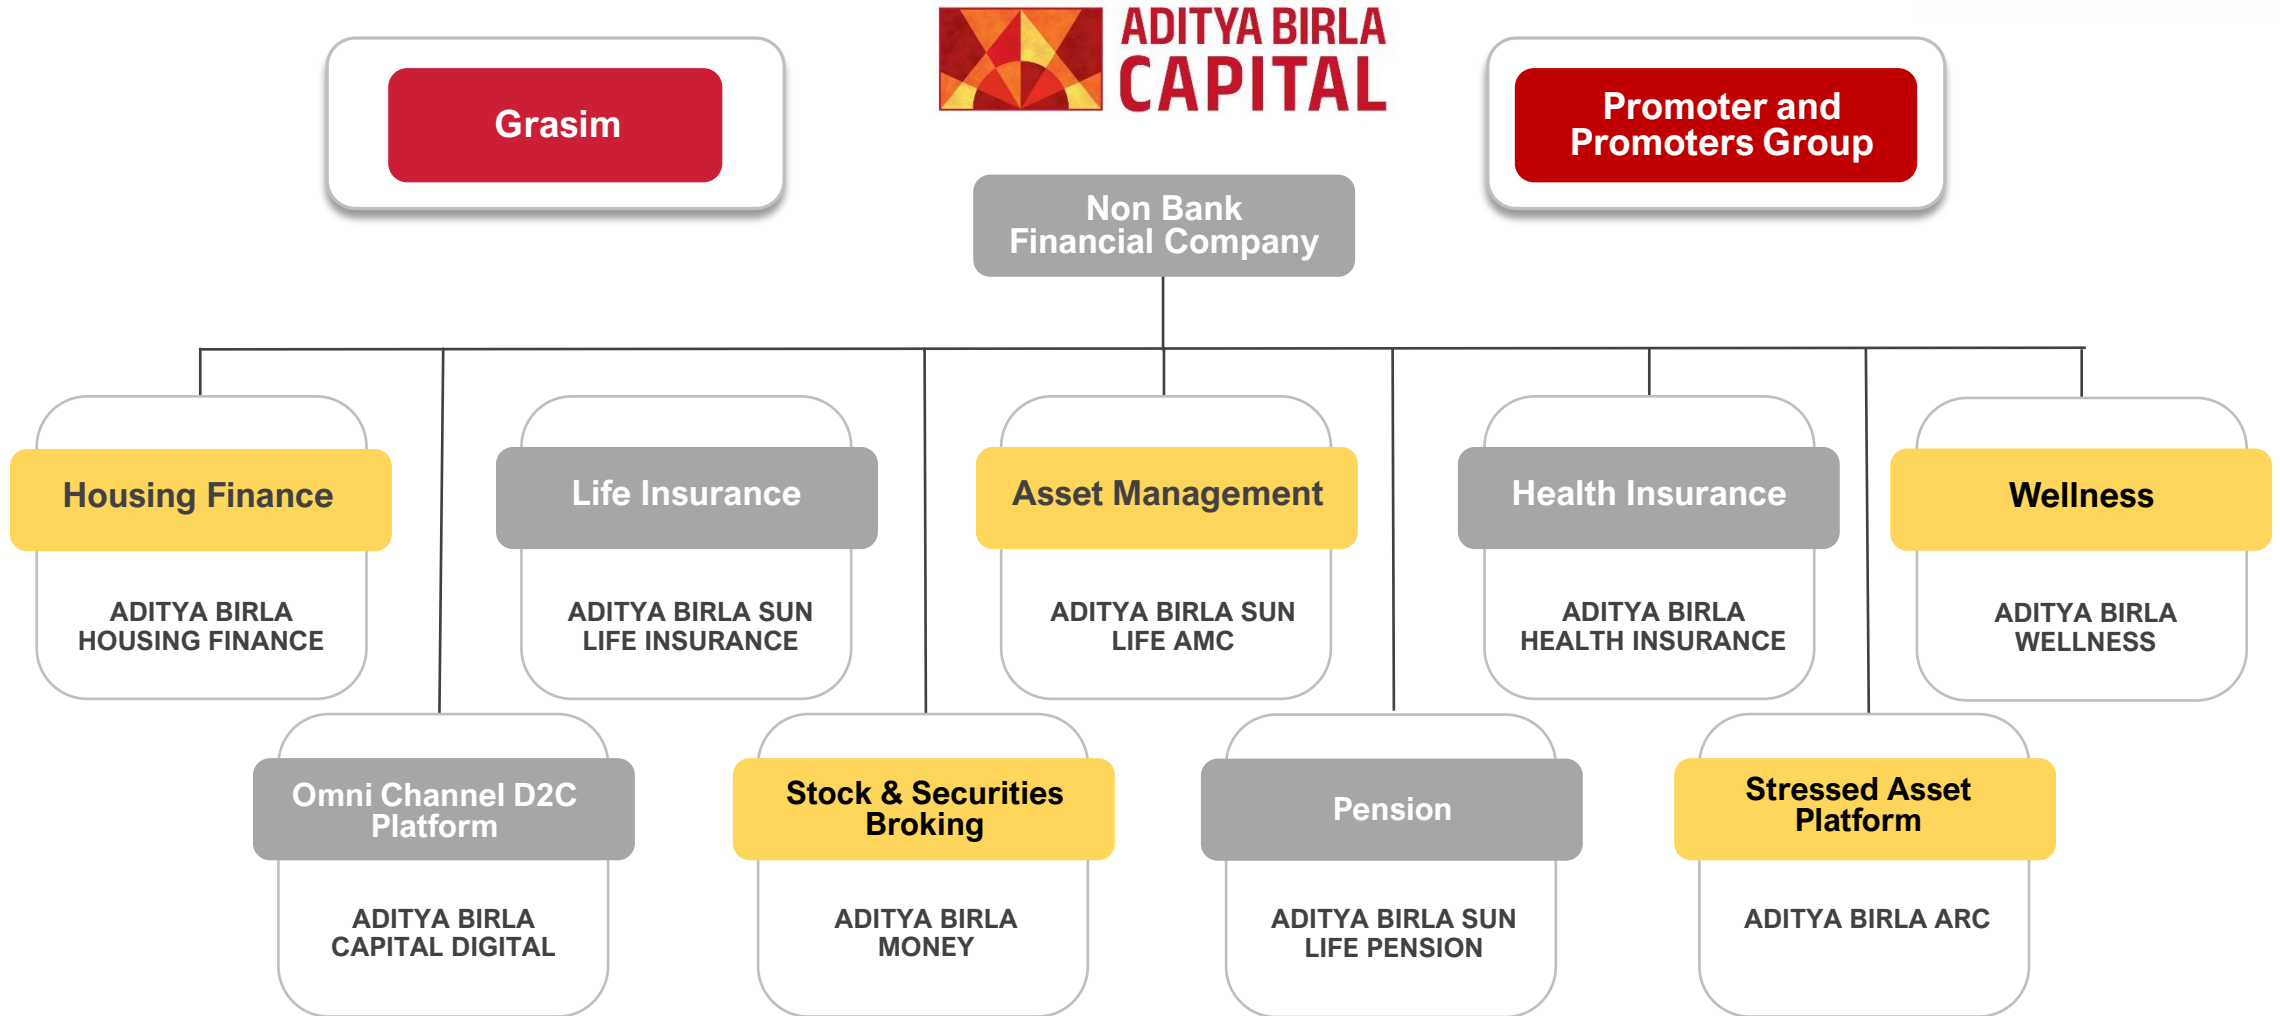 ADITYA BIRLA
CAPITAL
Grasim
Promoter and
Promoters Group
Non Bank
Financial Company
Housing Finance
ADITYA BIRLA
HOUSING FINANCE
Life Insurance
ADITYA BIRLA SUN
LIFE INSURANCE
Asset Management
ADITYA BIRLA SUN
LIFE AMC
Health Insurance
ADITYA BIRLA
HEALTH INSURANCE
Wellness
ADITYA BIRLA
WELLNESS
Omni Channel D2C
Platform
ADITYA BIRLA
CAPITAL DIGITAL
Stock & Securities
Broking
ADITYA BIRLA
MONEY
Pension
ADITYA BIRLA SUN
LIFE PENSION
Stressed Asset
Platform
ADITYA BIRLA ARC